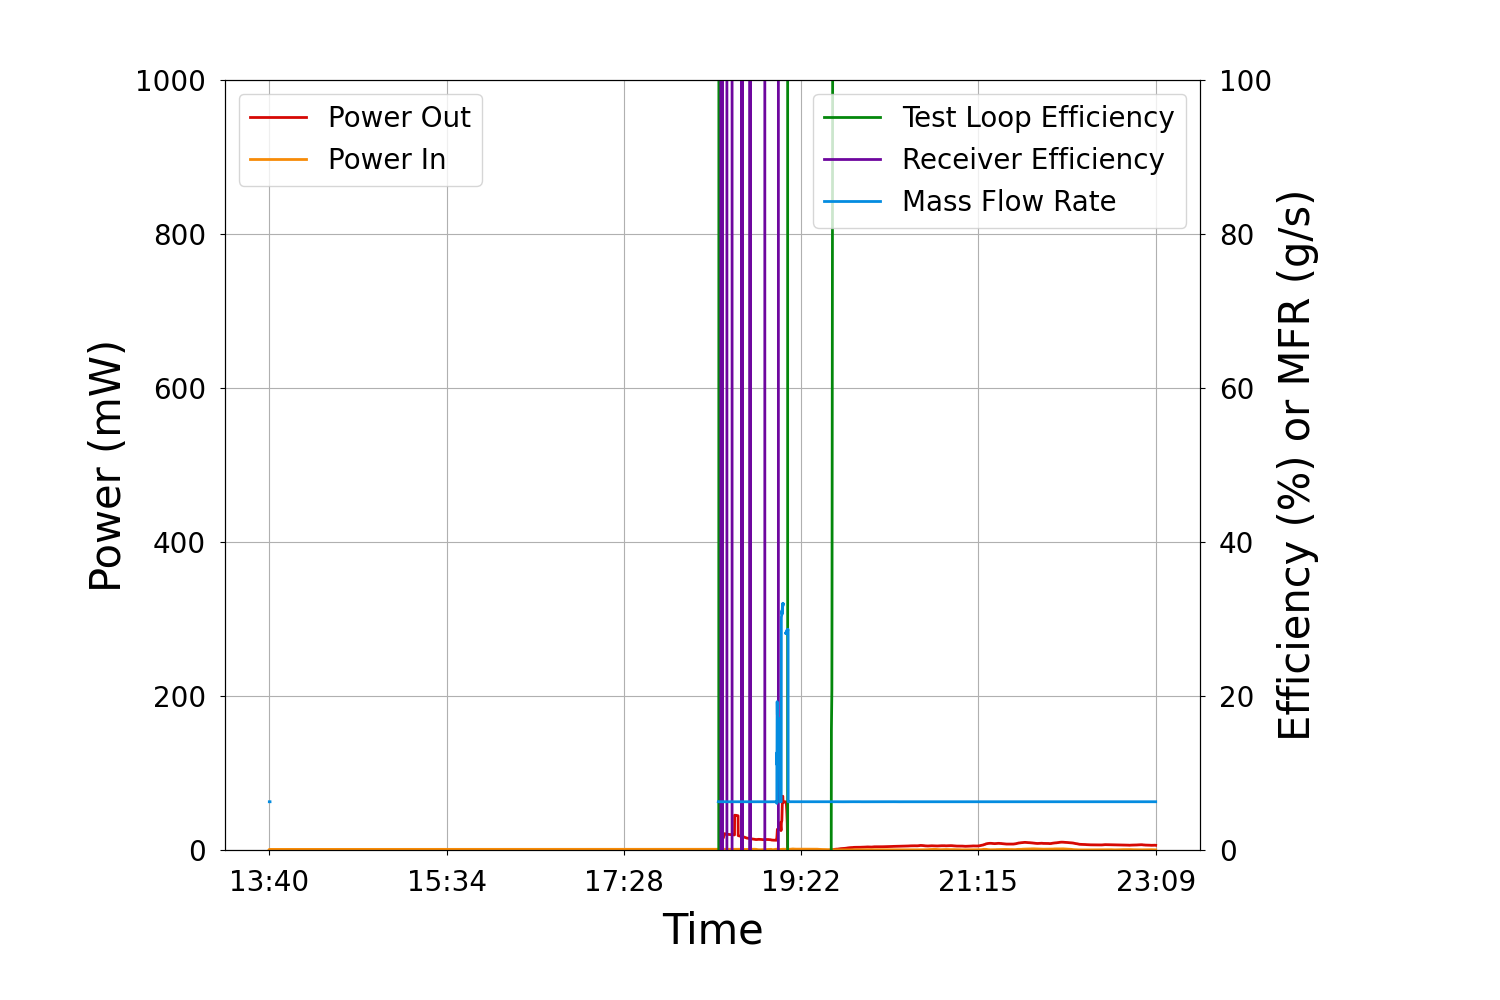 Power Out
Power In
Test Loop Efficiency
Receiver Efficiency
Mass Flow Rate
1000
800
600
400
200
0
Power (mW)
100
80
60
40
20
0
Efficiency (%) or MFR (g/s)
13:40
15:34
17:28
19:22
21:15
23:09
Time